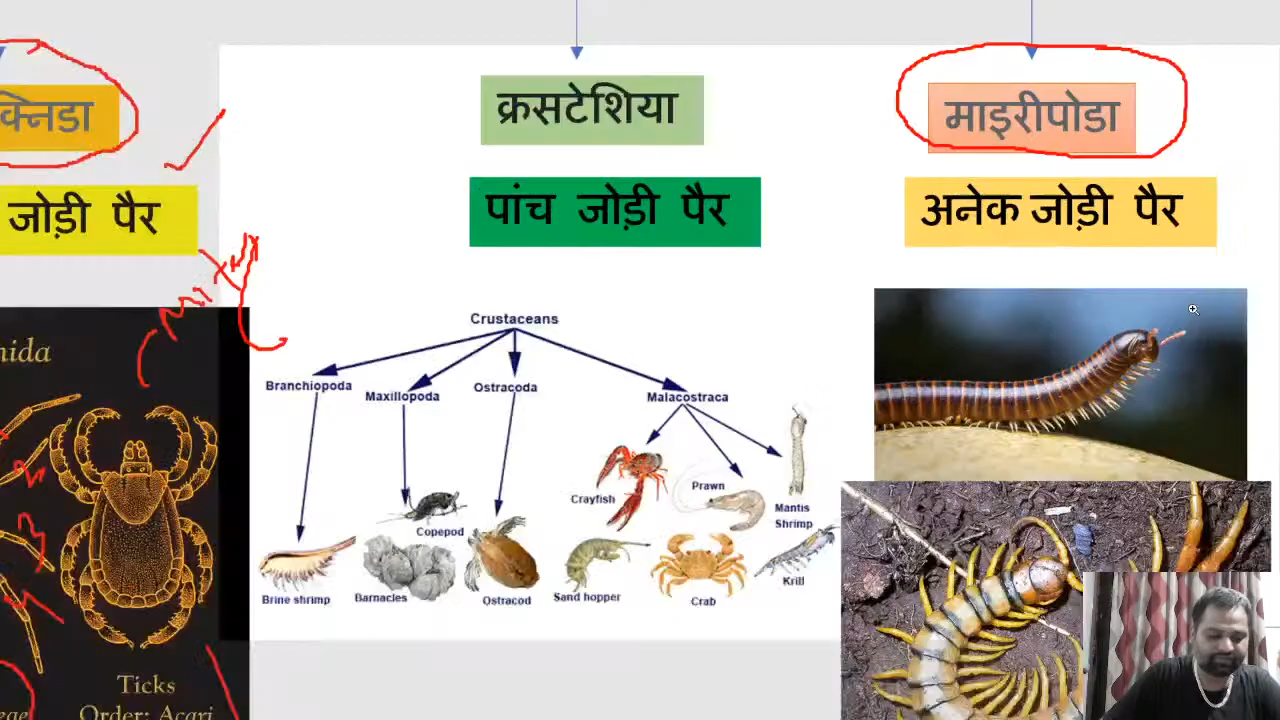 क्निडा
जोड़ी पैर
Mites
nida
Ticks
Order: Acari
क्रसटेशिया
पांच जोड़ी पैर
Crustaceans
Branchiopoda
Maxillopoda
Ostracoda
Malacostraca
Crayfish
Prawn
Mantis
Shrimp
Copepod
Brine shrimp
Barnacles
Ostracod
Sand hopper
Crab
Krill
माइरीपोडा
अनेक जोड़ी पैर